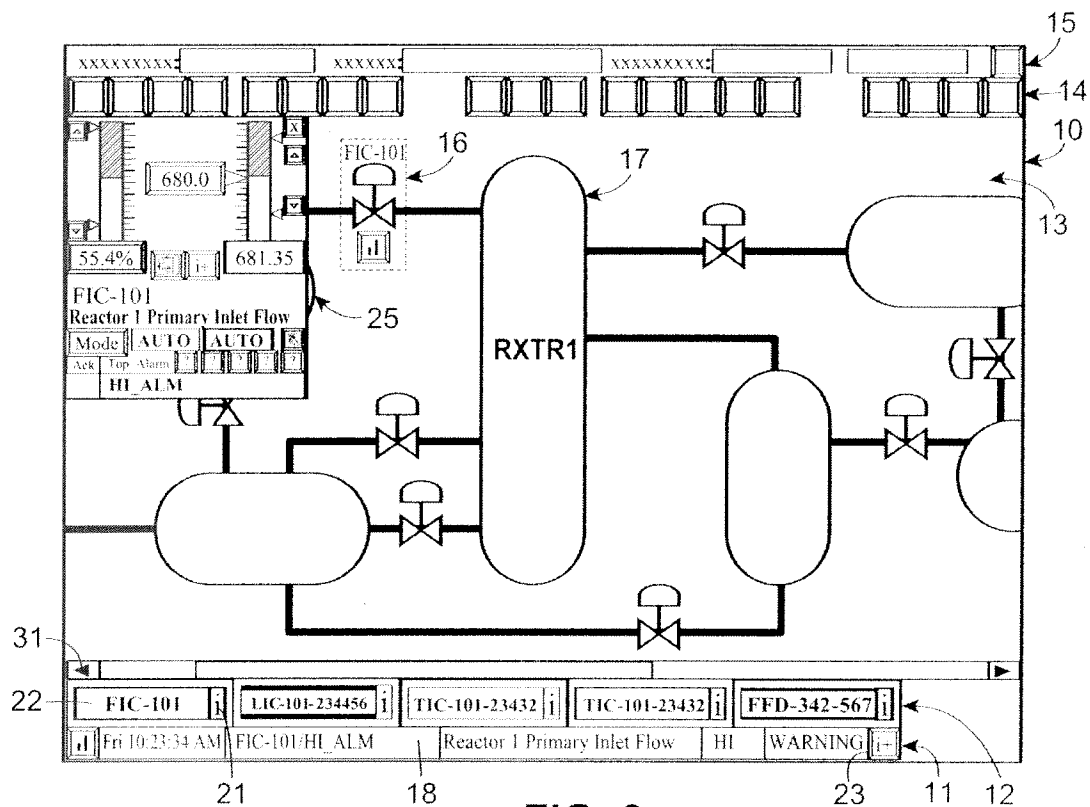 15
xxxxxxxxx: xxxxxx: xxxxxxxxx:
14
10
FIC-101
16
17
13
X
680.0
55.4%
i+
681.35
FIC-101
25
Reactor 1 Primary Inlet Flow
Mode AUTO AUTO
Ack Top Alarm ? ? ? ? ?
HI_ALM
RXTR1
31
22
FIC-101 i LIC-101-234456 i TIC-101-23432 i TIC-101-23432 i FFD-342-567 i
Fri 10:23:34 AM FIC-101/HI_ALM Reactor 1 Primary Inlet Flow HI WARNING i+
21 18 23 11 12